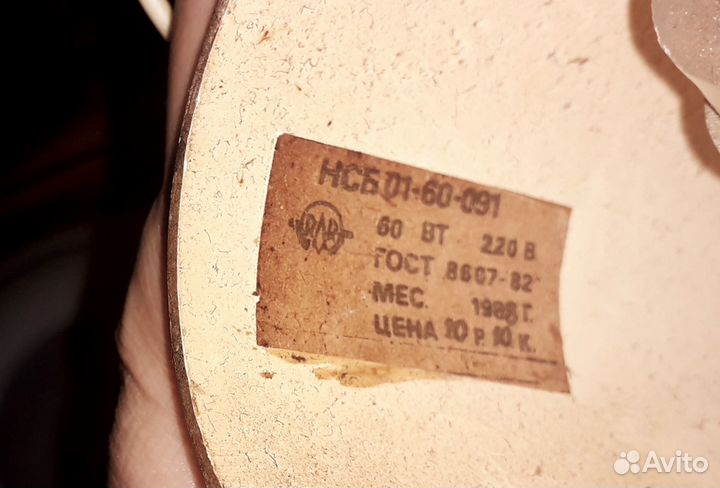 НСБ 01-60-091
60 ВТ 220 В
ГОСТ 8607-82
МЕС. 1988 Г.
ЦЕНА 10 Р 10 К.
Avito